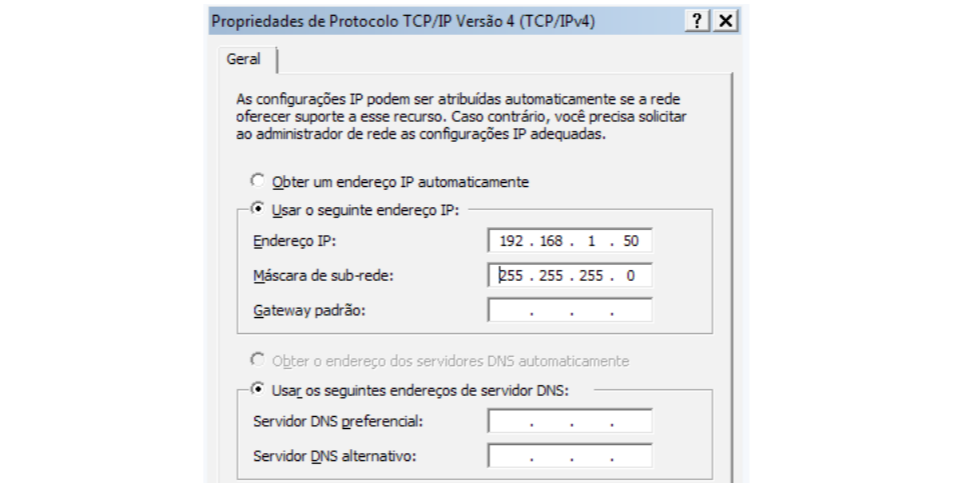 Propriedades de Protocolo TCP/IP Versão 4 (TCP/IPv4)
Geral
As configurações IP podem ser atribuídas automaticamente se a rede
oferecer suporte a esse recurso. Caso contrário, você precisa solicitar
ao administrador de rede as configurações IP adequadas.
Obter um endereço IP automaticamente
Usar o seguinte endereço IP:
Endereço IP: 192 . 168 . 1 . 50
Máscara de sub-rede: 255 . 255 . 255 . 0
Gateway padrão: . . .
Obter o endereço dos servidores DNS automaticamente
Usar os seguintes endereços de servidor DNS:
Servidor DNS preferencial: . . .
Servidor DNS alternativo: . . .